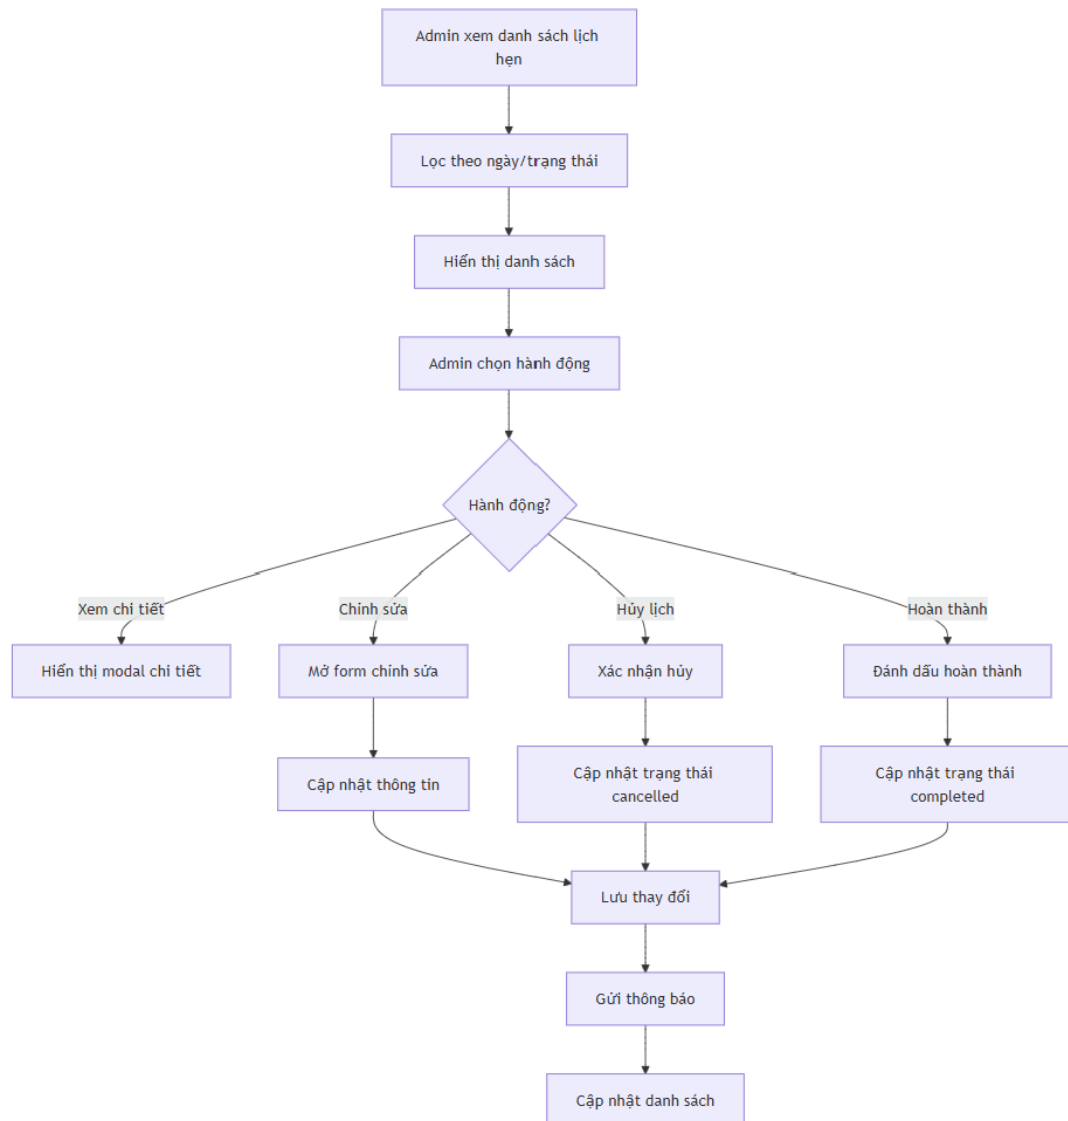 Admin xem danh sách lịch
hẹn
Lọc theo ngày/trạng thái
Hiển thị danh sách
Admin chọn hành động
Hành động?
Xem chi tiết
Chỉnh sửa
Hủy lịch
Hoàn thành
Hiển thị modal chi tiết
Mở form chỉnh sửa
Xác nhận hủy
Đánh dấu hoàn thành
Cập nhật thông tin
Cập nhật trạng thái
cancelled
Cập nhật trạng thái
completed
Lưu thay đổi
Gửi thông báo
Cập nhật danh sách